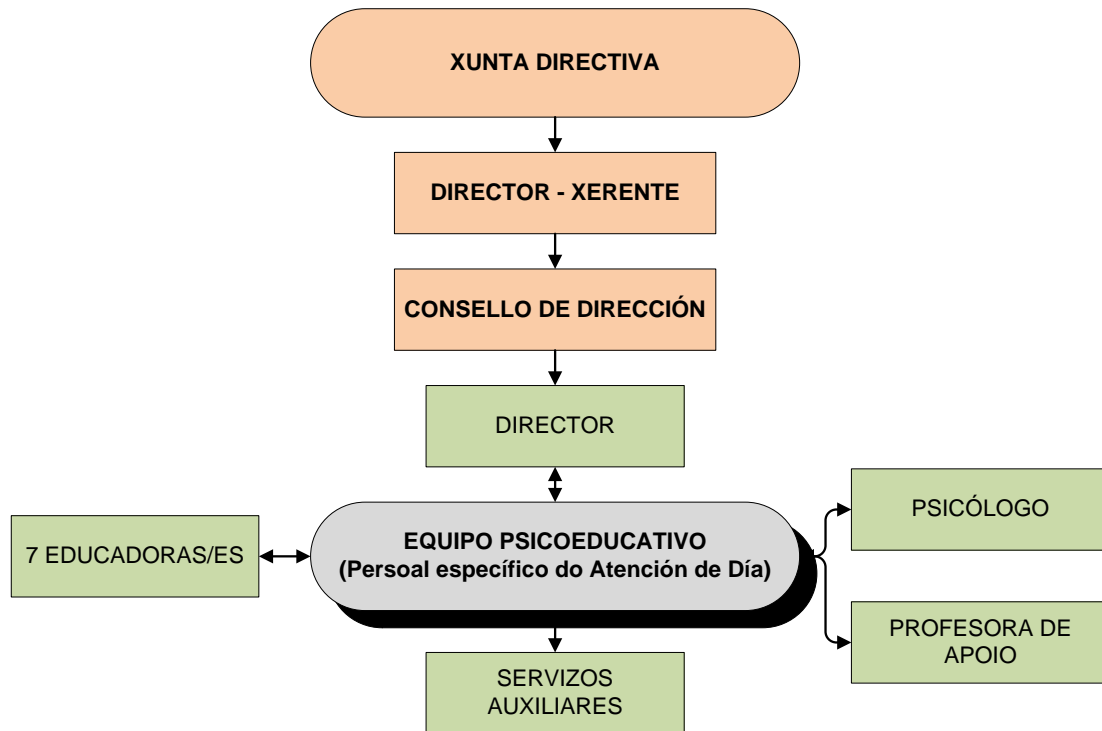 XUNTA DIRECTIVA
DIRECTOR - XERENTE
CONSELLO DE DIRECCIÓN
DIRECTOR
7 EDUCADORAS/ES
EQUIPO PSICOEDUCATIVO
(Persoal específico do Atención de Día)
PSICÓLOGO
PROFESORA DE
APOIO
SERVIZOS
AUXILIARES